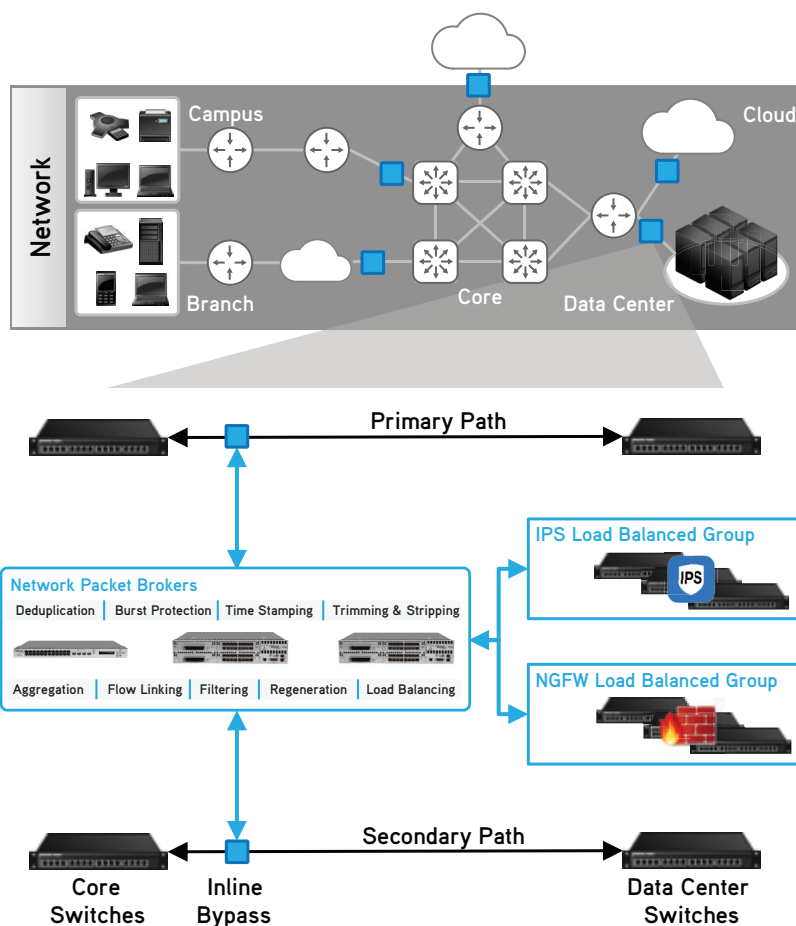 Network
Campus
Cloud
Branch
Core
Data Center
Primary Path
IPS Load Balanced Group
IPS
Network Packet Brokers
Deduplication
Burst Protection
Time Stamping
Trimming & Stripping
Aggregation
Flow Linking
Filtering
Regeneration
Load Balancing
NGFW Load Balanced Group
Secondary Path
Core
Switches
Inline
Bypass
Data Center
Switches